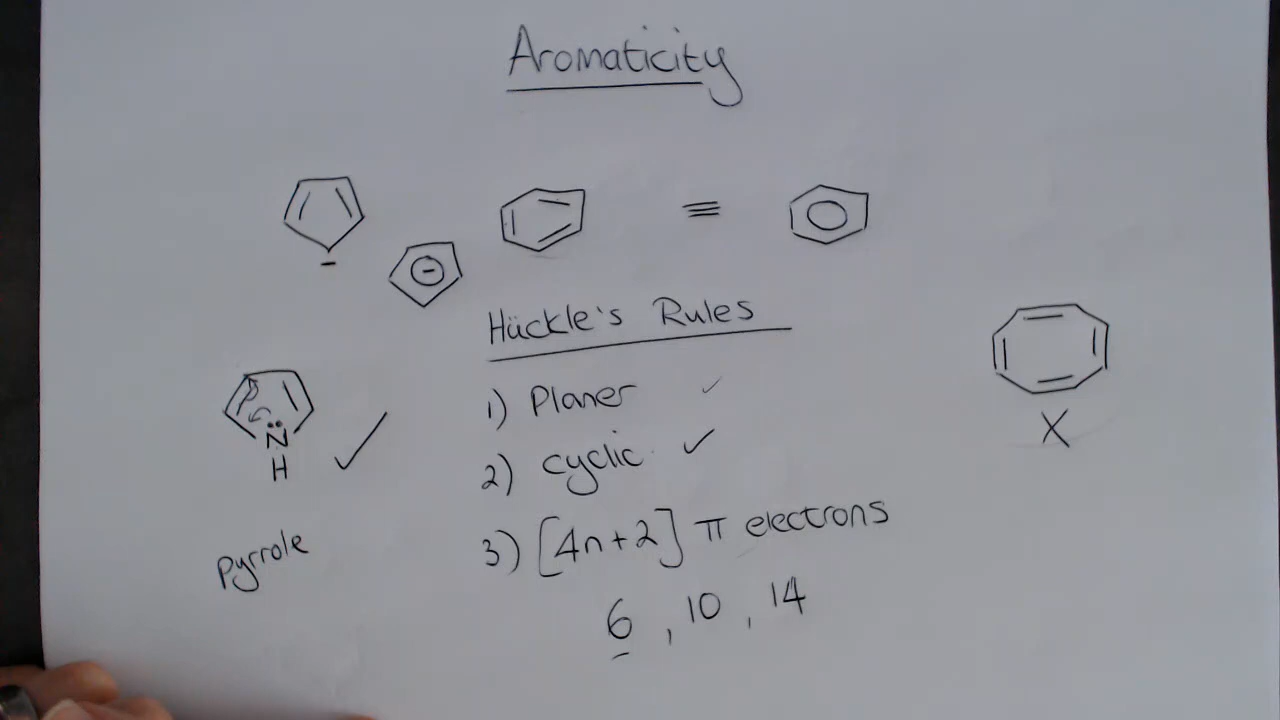 Aromaticity
Hückle's Rules
1) Planer ✓
2) cyclic ✓
3) [4n+2] π electrons
6, 10, 14
N
H
✓
pyrrole
X